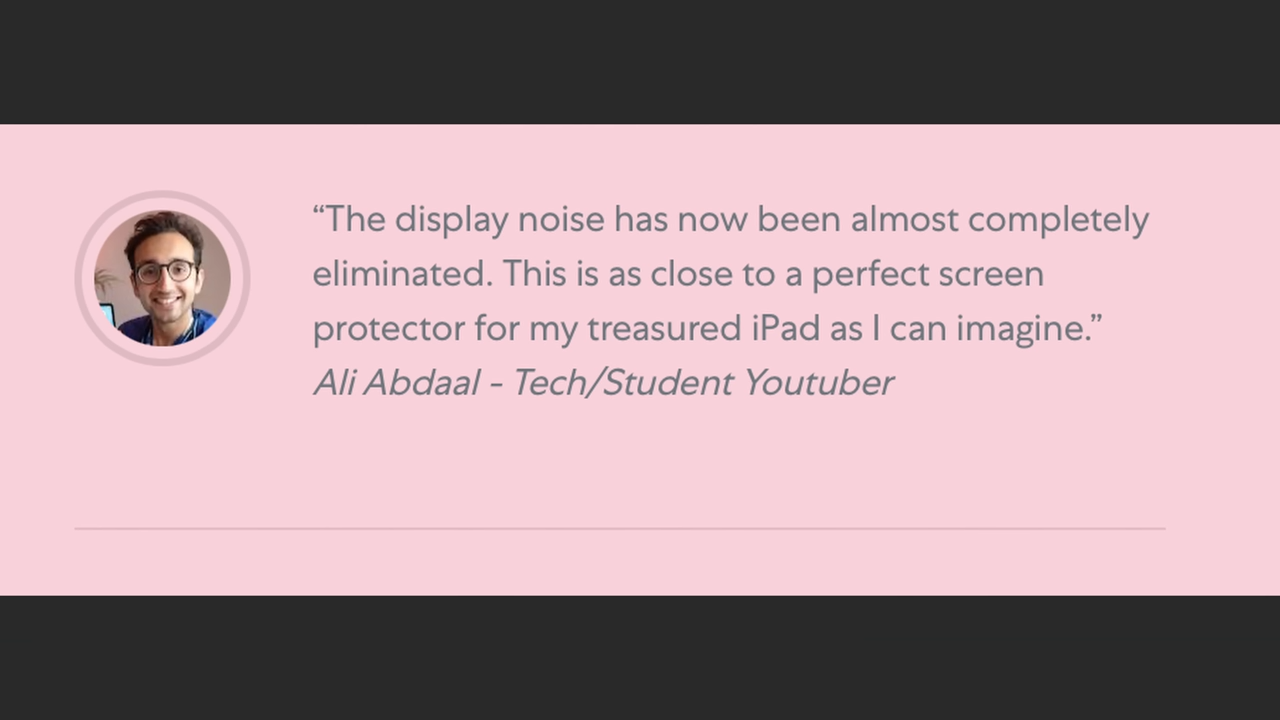 “The display noise has now been almost completely
eliminated. This is as close to a perfect screen
protector for my treasured iPad as I can imagine.”
Ali Abdaal - Tech/Student Youtuber